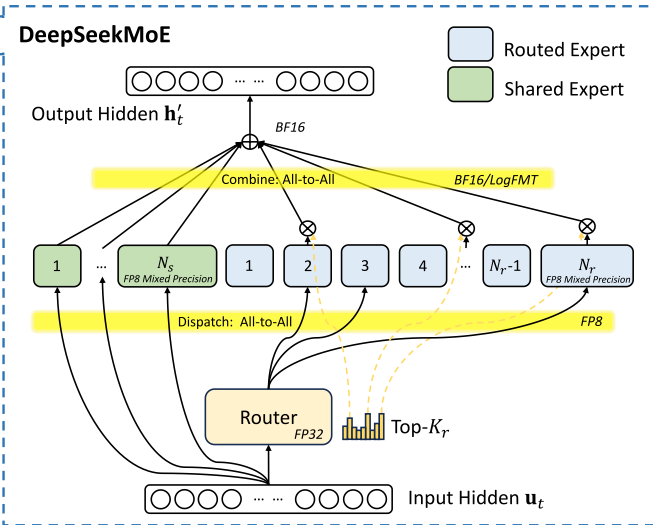 DeepSeekMoE
Routed Expert
Shared Expert
... ...
Output Hidden 𝐡′ₜ
BF16
Combine: All-to-All
BF16/LogFMT
1
...
Nₛ
FP8 Mixed Precision
1
2
3
4
...
Nᵣ-1
Nᵣ
FP8 Mixed Precision
Dispatch: All-to-All
FP8
Router
FP32
Top-Kᵣ
... ...
Input Hidden 𝐮ₜ